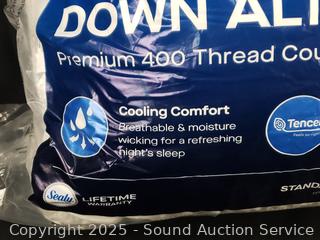 DOWN AL
Premium 400 Thread Cou
Cooling Comfort
Breathable & moisture
wicking for a refreshing
night's sleep
Tence
Sealy
LIFETIME
WARRANTY
STANDA
Copyright 2025 - Sound Auction Service